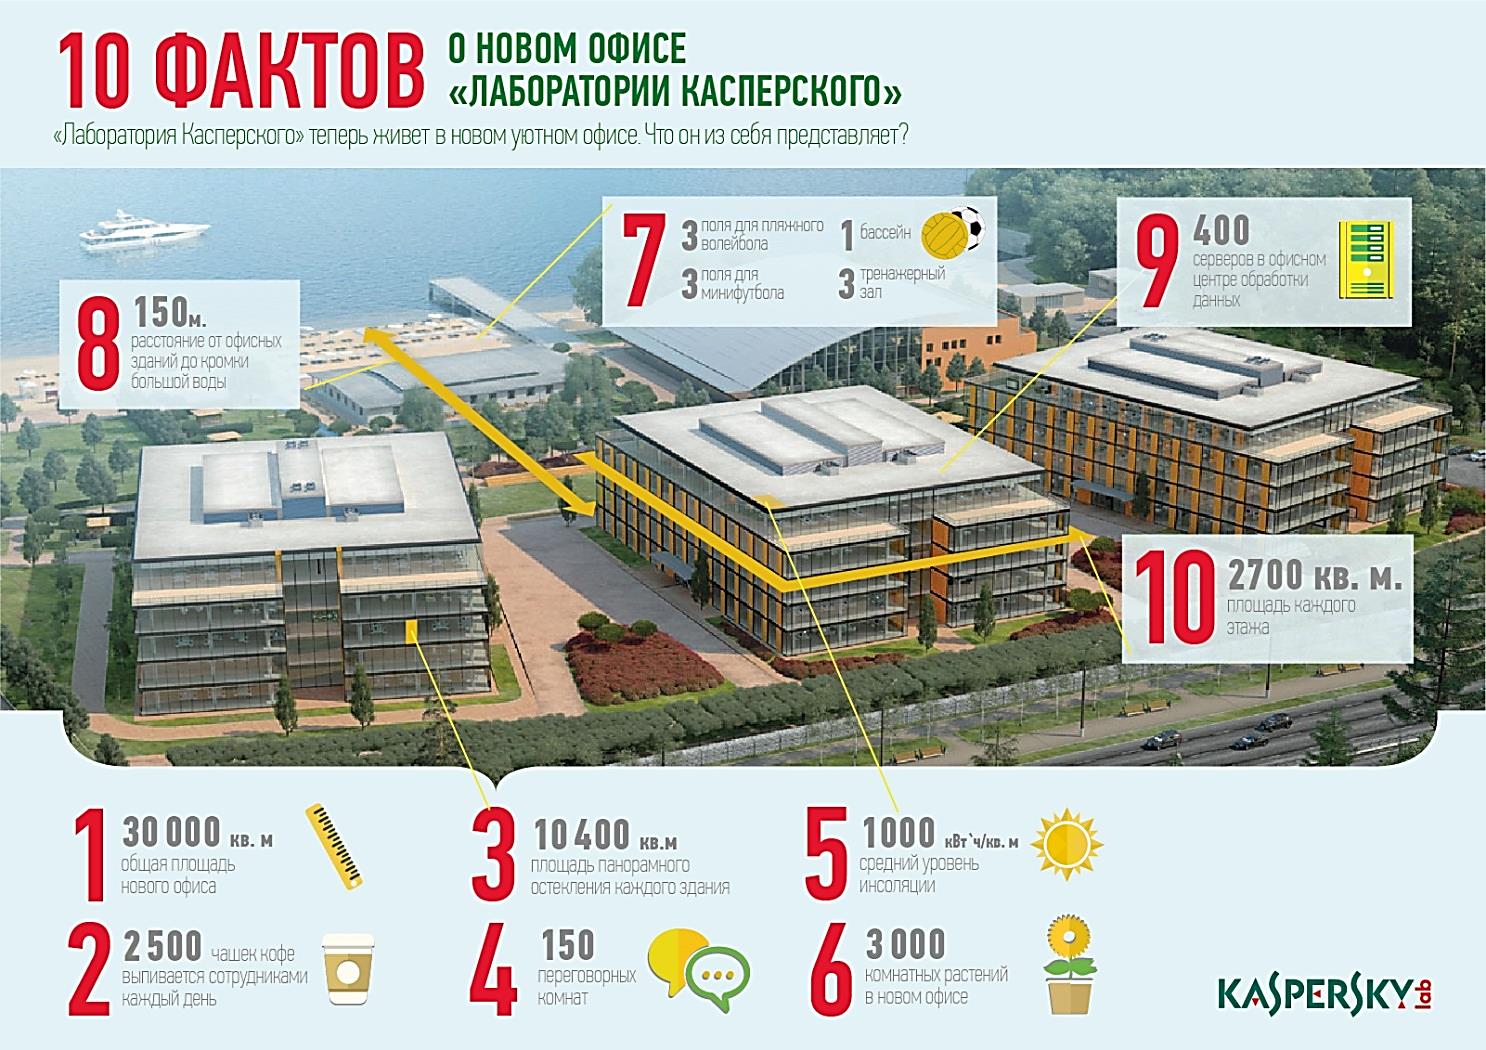 10 ФАКТОВ
О НОВОМ ОФИСЕ
«ЛАБОРАТОРИИ КАСПЕРСКОГО»
«Лаборатория Касперского» теперь живет в новом уютном офисе. Что он из себя представляет?
7
3 поля для пляжного
волейбола
3 поля для
минифутбола
1 бассейн
3 тренажерный
зал
9
400
серверов в офисном
центре обработки
данных
8
150м.
расстояние от офисных
зданий до кромки
большой воды
10
2700 кв. м.
площадь каждого
этажа
1
30 000 кв. м
общая площадь
нового офиса
2
2 500 чашек кофе
выпивается сотрудниками
каждый день
3
10 400 кв.м
площадь панорамного
остекления каждого здания
4
150
переговорных
комнат
5
1000 кВт`ч/кв. м
средний уровень
инсоляции
6
3 000
комнатных растений
в новом офисе
KASPERSKY lab